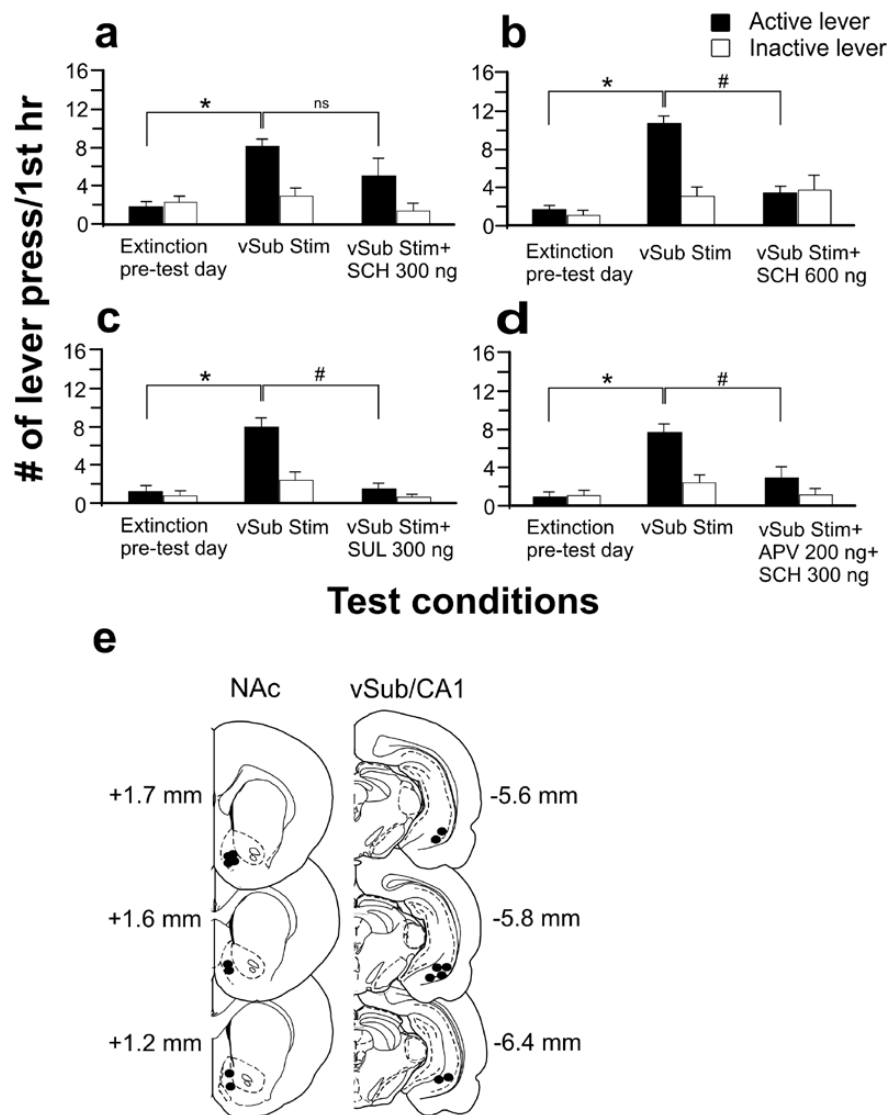 Active lever
Inactive lever
# of lever press/1st hr
a
16
12
8
4
0
*
ns
Extinction
pre-test day
vSub Stim
vSub Stim+
SCH 300 ng
b
16
12
8
4
0
*
#
Extinction
pre-test day
vSub Stim
vSub Stim+
SCH 600 ng
c
16
12
8
4
0
*
#
Extinction
pre-test day
vSub Stim
vSub Stim+
SUL 300 ng
d
16
12
8
4
0
*
#
Extinction
pre-test day
vSub Stim
vSub Stim+
APV 200 ng+
SCH 300 ng
Test conditions
e
NAc
vSub/CA1
+1.7 mm
-5.6 mm
+1.6 mm
-5.8 mm
+1.2 mm
-6.4 mm